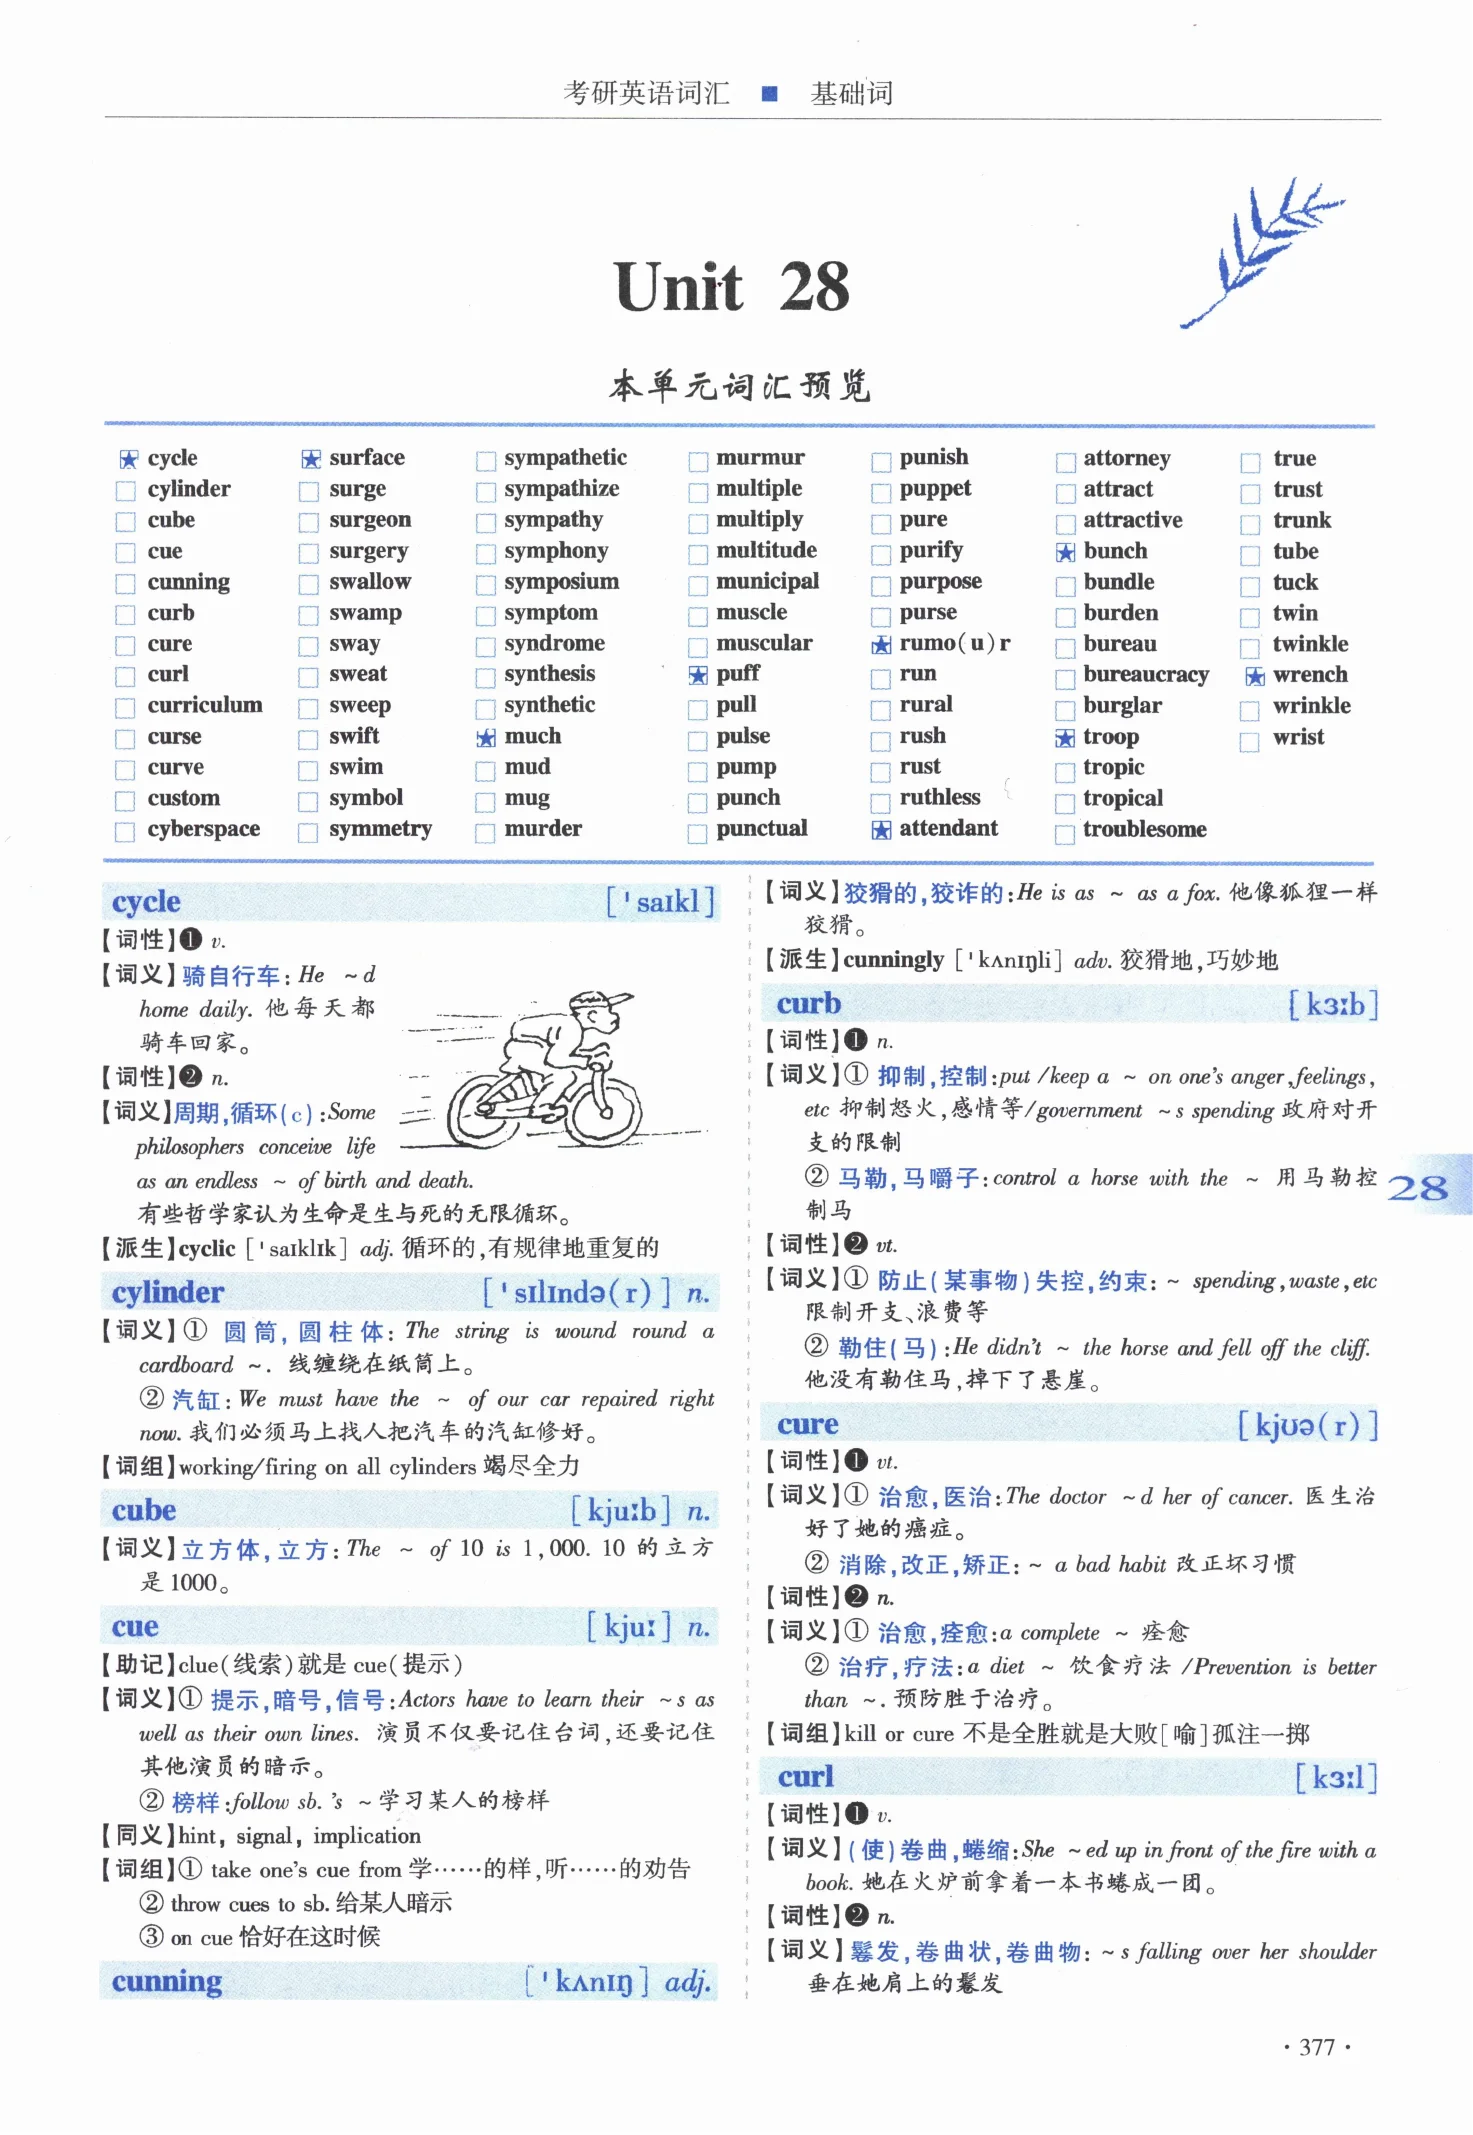 考研英语词汇 ■ 基础词
Unit 28
本单元词汇预览
★ cycle ★ surface □ sympathetic □ murmur □ punish □ attorney □ true
□ cylinder □ surge □ sympathize □ multiple □ puppet □ attract □ trust
□ cube □ surgeon □ sympathy □ multiply □ pure □ attractive □ trunk
□ cue □ surgery □ symphony □ multitude □ purify ★ bunch □ tube
□ cunning □ swallow □ symposium □ municipal □ purpose □ bundle □ tuck
□ curb □ swamp □ symptom □ muscle □ purse □ burden □ twin
□ cure □ sway □ syndrome □ muscular ★ rumo(u)r □ bureau □ twinkle
□ curl □ sweat □ synthesis ★ puff □ run □ bureaucracy ★ wrench
□ curriculum □ sweep □ synthetic □ pull □ rural □ burglar □ wrinkle
□ curse □ swift ★ much □ pulse □ rush ★ troop □ wrist
□ curve □ swim □ mud □ pump □ rust □ tropic
□ custom □ symbol □ mug □ punch □ ruthless □ tropical
□ cyberspace □ symmetry □ murder □ punctual ★ attendant □ troublesome
cycle [ˈsaɪkl]
【词性】❶ v.
【词义】骑自行车: He ~d
home daily. 他每天都
骑车回家。
【词性】❷ n.
【词义】周期,循环(c):Some
philosophers conceive life
as an endless ~ of birth and death.
有些哲学家认为生命是生与死的无限循环。
【派生】cyclic [ˈsaɪklɪk] adj. 循环的,有规律地重复的
cylinder [ˈsɪlɪndə(r)] n.
【词义】① 圆筒, 圆柱体: The string is wound round a
cardboard ~. 线缠绕在纸筒上。
② 汽缸: We must have the ~ of our car repaired right
now. 我们必须马上找人把汽车的汽缸修好。
【词组】working/firing on all cylinders 竭尽全力
cube [kjuːb] n.
【词义】立方体, 立方: The ~ of 10 is 1,000. 10 的立方
是1000。
cue [kjuː] n.
【助记】clue(线索)就是 cue(提示)
【词义】① 提示,暗号,信号:Actors have to learn their ~s as
well as their own lines. 演员不仅要记住台词,还要记住
其他演员的暗示。
② 榜样:follow sb. 's ~学习某人的榜样
【同义】hint, signal, implication
【词组】① take one's cue from 学……的样,听……的劝告
② throw cues to sb. 给某人暗示
③ on cue 恰好在这时候
cunning [ˈkʌnɪŋ] adj.
【词义】狡猾的,狡诈的:He is as ~ as a fox. 他像狐狸一样
狡猾。
【派生】cunningly [ˈkʌnɪŋli] adv. 狡猾地,巧妙地
curb [kɜːb]
【词性】❶ n.
【词义】① 抑制,控制:put /keep a ~ on one's anger,feelings,
etc 抑制怒火,感情等/government ~s spending 政府对开
支的限制
② 马勒,马嚼子:control a horse with the ~ 用马勒控
制马
【词性】❷ vt.
【词义】① 防止(某事物)失控,约束: ~ spending,waste,etc
限制开支、浪费等
② 勒住(马):He didn't ~ the horse and fell off the cliff.
他没有勒住马,掉下了悬崖。
cure [kjʊə(r)]
【词性】❶ vt.
【词义】① 治愈,医治:The doctor ~d her of cancer. 医生治
好了她的癌症。
② 消除,改正,矫正: ~ a bad habit 改正坏习惯
【词性】❷ n.
【词义】① 治愈,痊愈:a complete ~ 痊愈
② 治疗,疗法:a diet ~ 饮食疗法 /Prevention is better
than ~. 预防胜于治疗。
【词组】kill or cure 不是全胜就是大败[喻]孤注一掷
curl [kɜːl]
【词性】❶ v.
【词义】(使)卷曲,蜷缩:She ~ed up in front of the fire with a
book. 她在火炉前拿着一本书蜷成一团。
【词性】❷ n.
【词义】鬈发,卷曲状,卷曲物: ~s falling over her shoulder
垂在她肩上的鬈发
28
· 377 ·